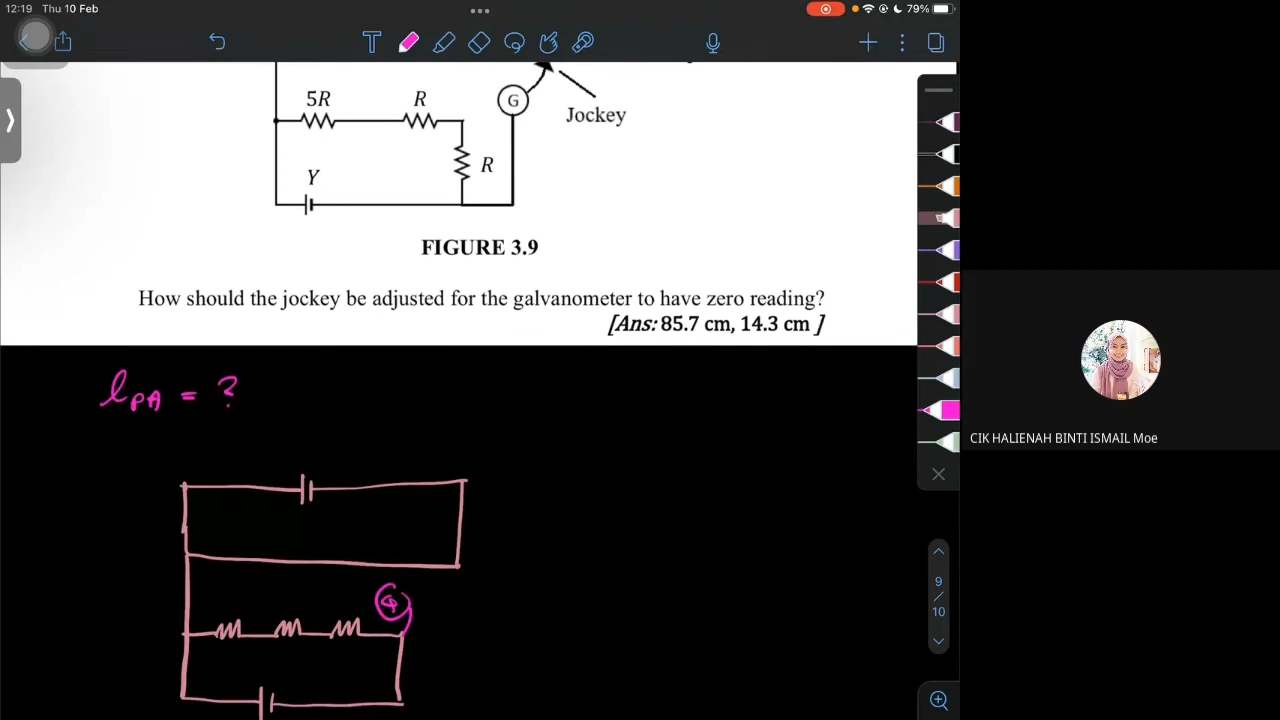 12:19 Thu 10 Feb
79%
T
5R
R
G
Jockey
R
Y
FIGURE 3.9
How should the jockey be adjusted for the galvanometer to have zero reading?
[Ans: 85.7 cm, 14.3 cm ]
lPA = ?
G
9
/
10
CIK HALIENAH BINTI ISMAIL Moe